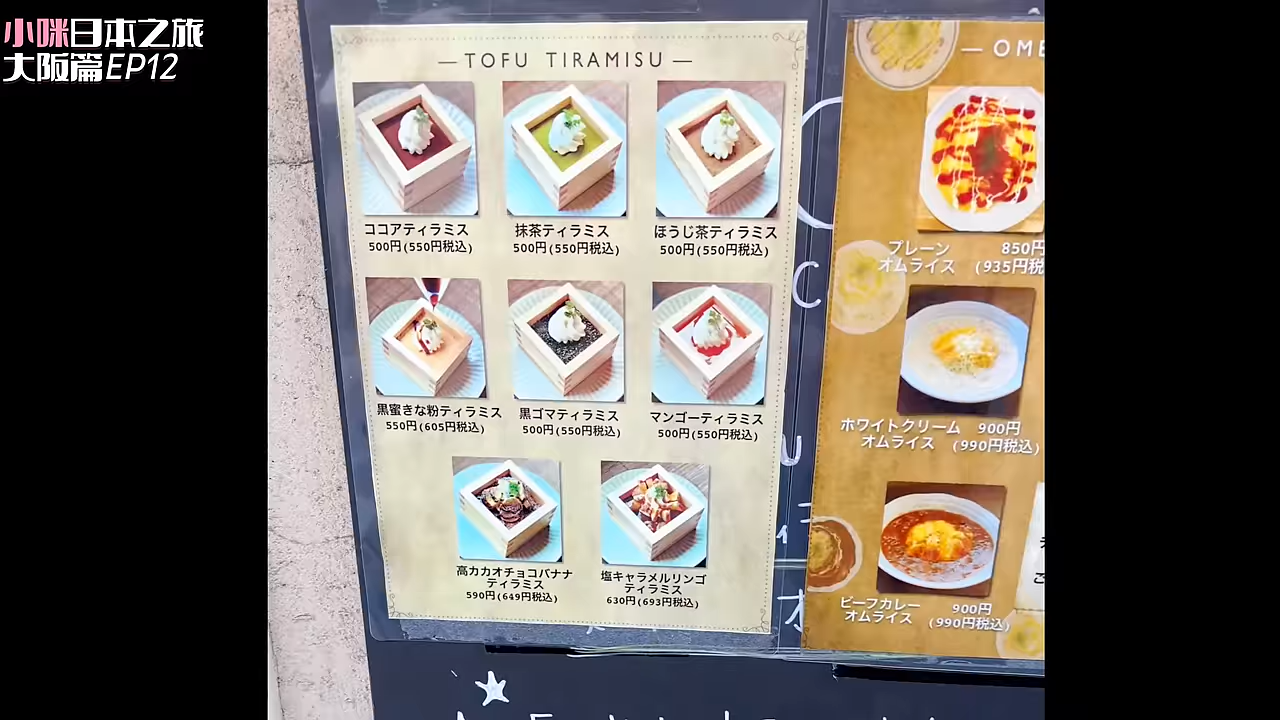 小咪日本之旅
大阪篇EP12
— TOFU TIRAMISU —
ココアティラミス
500円(550円税込)
抹茶ティラミス
500円(550円税込)
ほうじ茶ティラミス
500円(550円税込)
黒蜜きな粉ティラミス
550円(605円税込)
黒ゴマティラミス
500円(550円税込)
マンゴーティラミス
500円(550円税込)
高カカオチョコバナナ
ティラミス
590円(649円税込)
塩キャラメルリンゴ
ティラミス
630円(693円税込)
— OME
プレーン 850円
オムライス (935円税
ホワイトクリーム 900円
オムライス (990円税込)
ビーフカレー 900円
オムライス (990円税込)